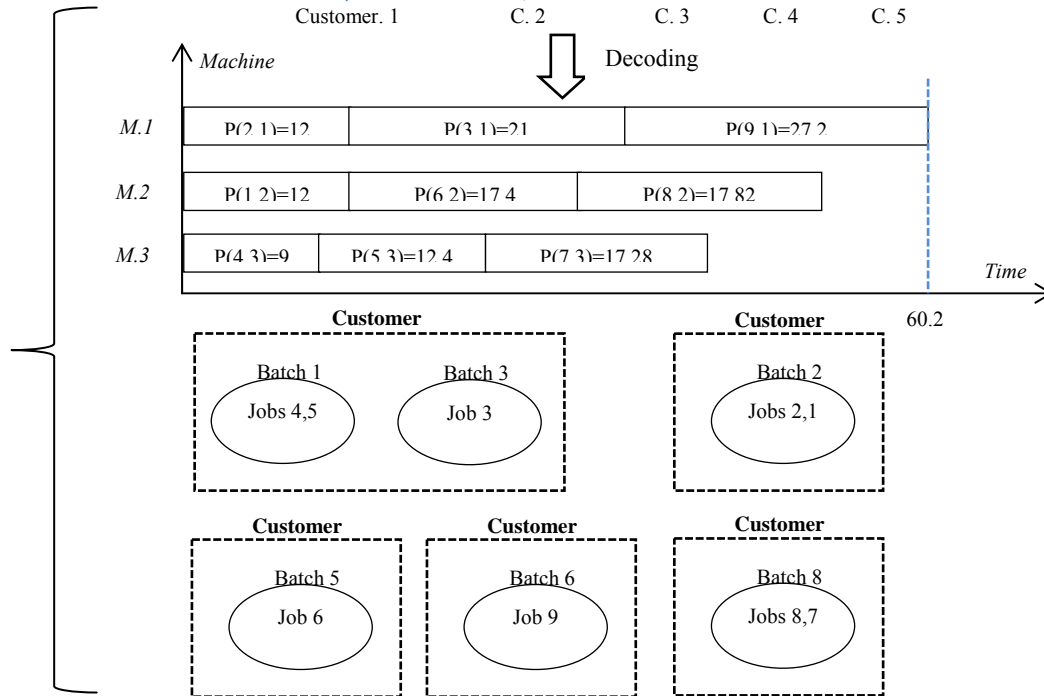 Customer. 1 C. 2 C. 3 C. 4 C. 5
Decoding
Machine
M.1 P(2,1)=12 P(3,1)=21 P(9,1)=27.2
M.2 P(1,2)=12 P(6,2)=17.4 P(8,2)=17.82
M.3 P(4,3)=9 P(5,3)=12.4 P(7,3)=17.28
Time
60.2
Customer Customer
Batch 1 Batch 3 Batch 2
Jobs 4,5 Job 3 Jobs 2,1
Customer Customer Customer
Batch 5 Batch 6 Batch 8
Job 6 Job 9 Jobs 8,7